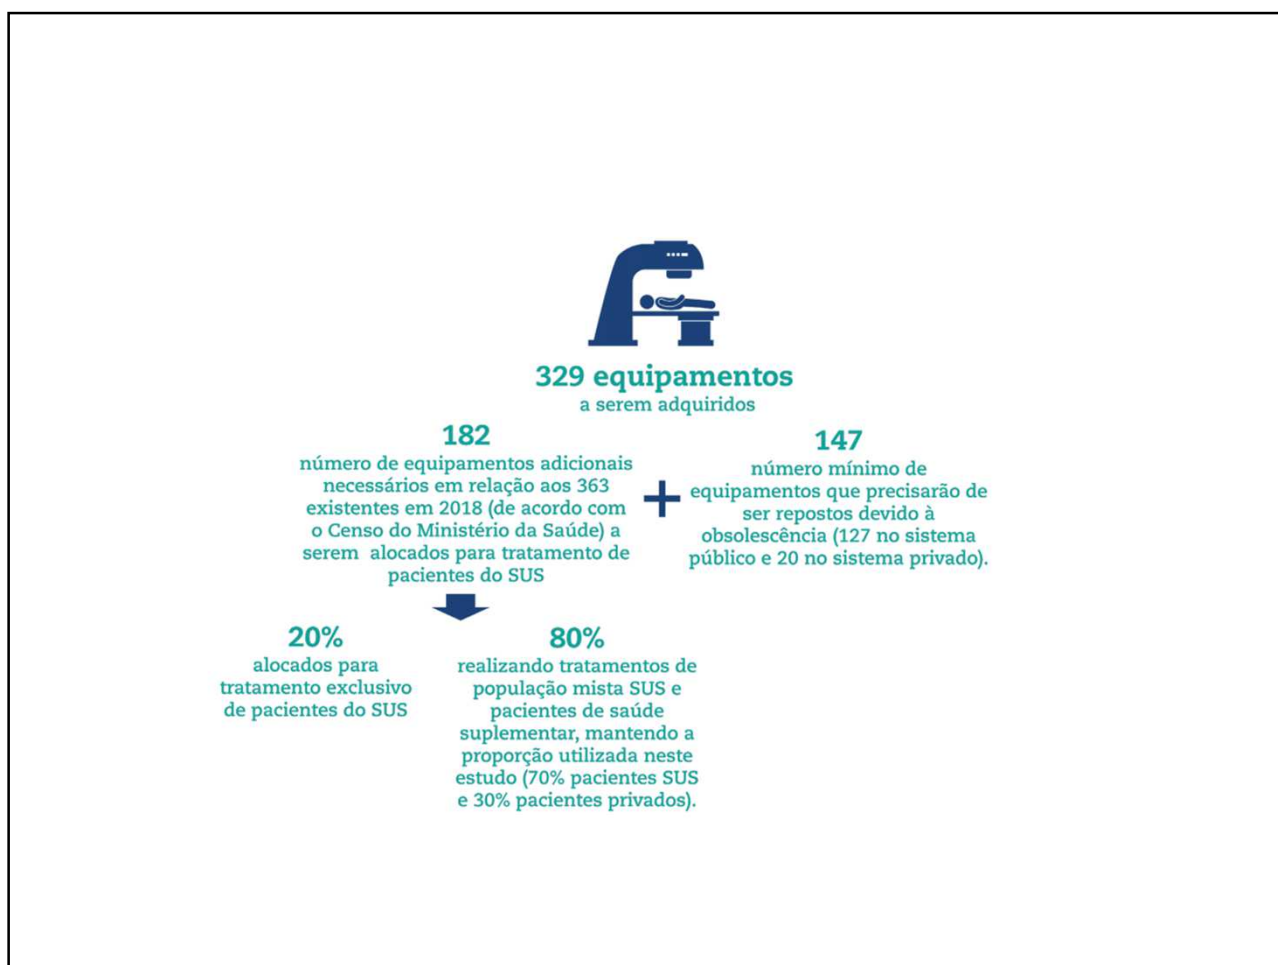 329 equipamentos
a serem adquiridos
182
número de equipamentos adicionais
necessários em relação aos 363
existentes em 2018 (de acordo com
o Censo do Ministério da Saúde) a
serem alocados para tratamento de
pacientes do SUS
+
147
número mínimo de
equipamentos que precisarão de
ser repostos devido à
obsolescência (127 no sistema
público e 20 no sistema privado).
20%
alocados para
tratamento exclusivo
de pacientes do SUS
80%
realizando tratamentos de
população mista SUS e
pacientes de saúde
suplementar, mantendo a
proporção utilizada neste
estudo (70% pacientes SUS
e 30% pacientes privados).